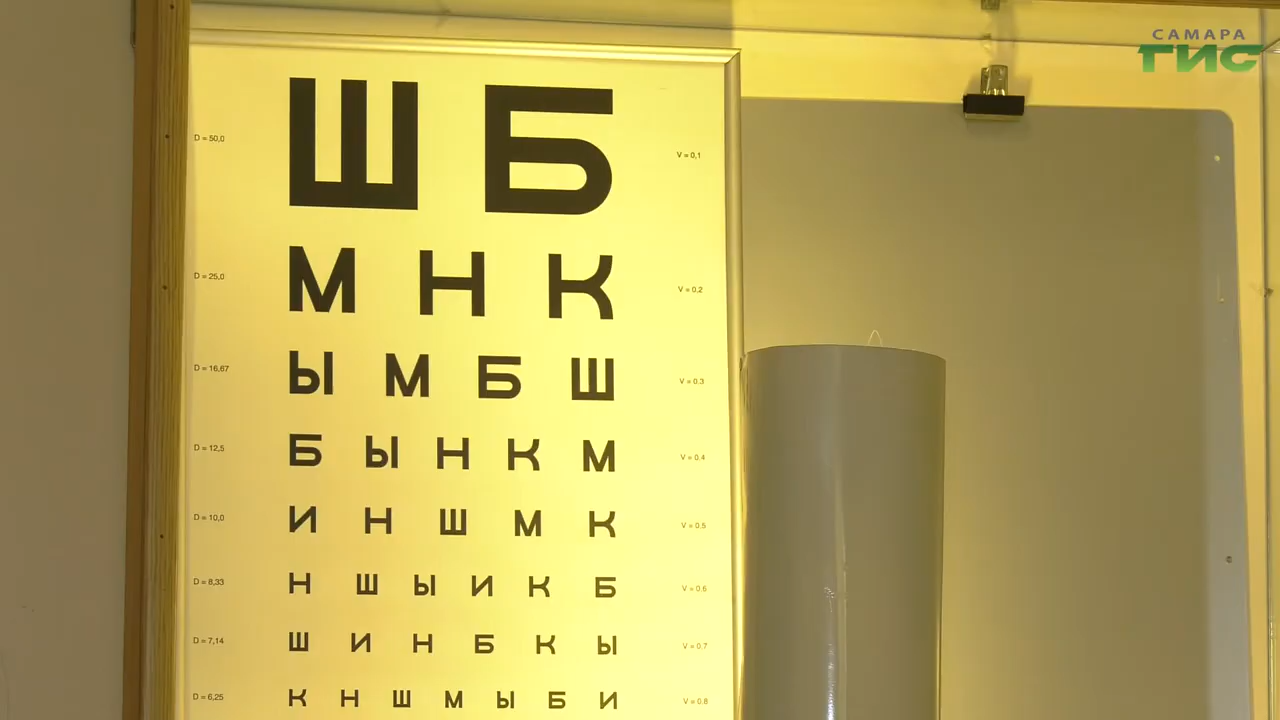 САМАРА
ГИС
D = 50,0 Ш Б V = 0,1
D = 25,0 М Н К V = 0,2
D = 16,67 Ы М Б Ш V = 0,3
D = 12,5 Б Ы Н К М V = 0,4
D = 10,0 И Н Ш М К V = 0,5
D = 8,33 Н Ш Ы И К Б V = 0,6
D = 7,14 Ш И Н Б К Ы V = 0,7
D = 6,25 К Н Ш М Ы Б И V = 0,8